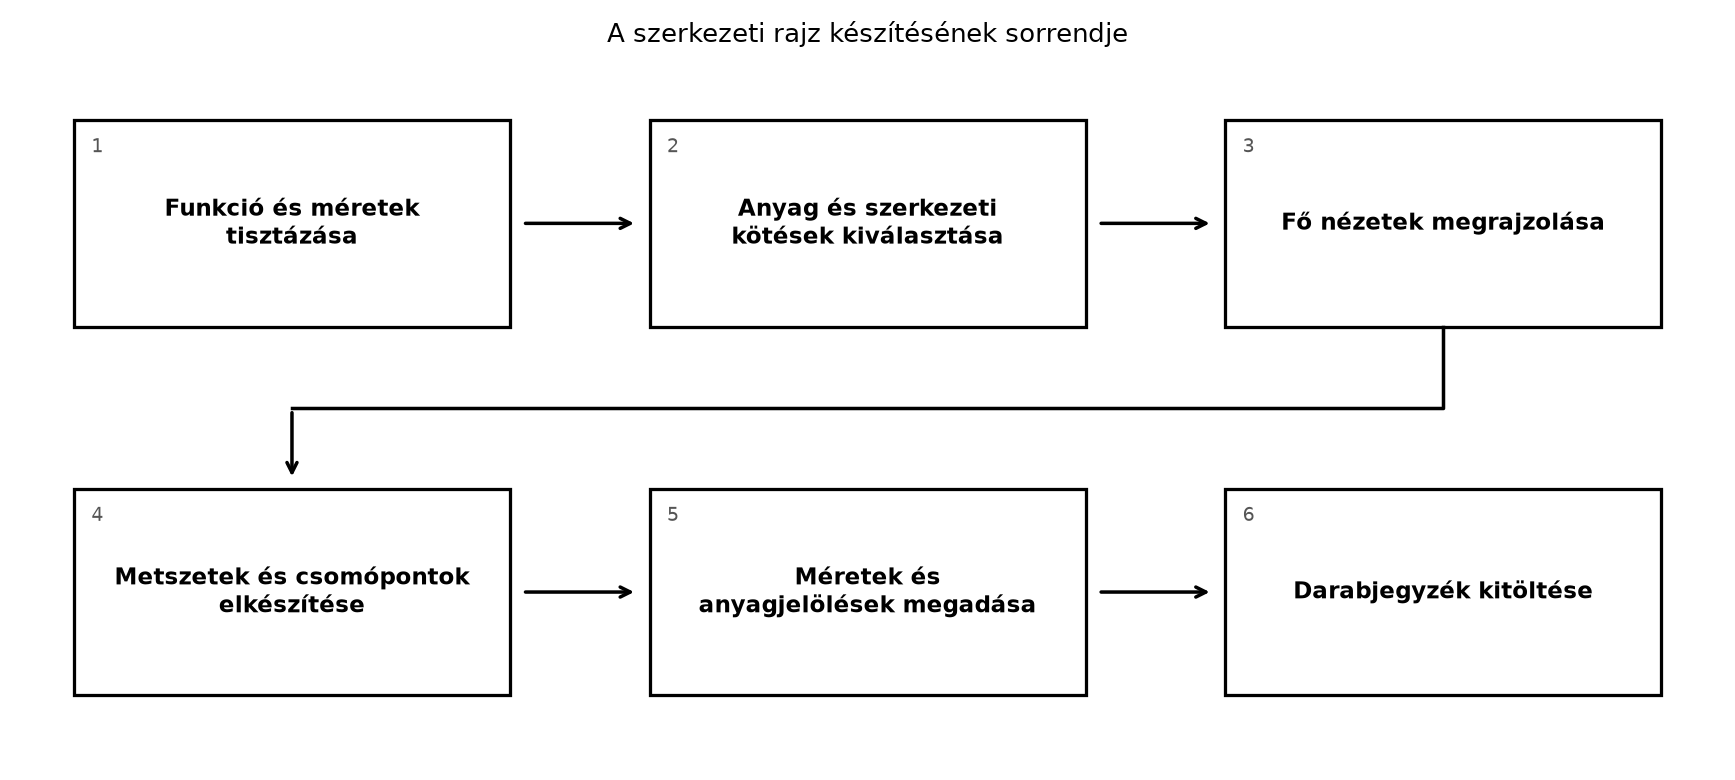 A szerkezeti rajz készítésének sorrendje
1
Funkció és méretek
tisztázása
2
Anyag és szerkezeti
kötések kiválasztása
3
Fő nézetek megrajzolása
4
Metszetek és csomópontok
elkészítése
5
Méretek és
anyagjelölések megadása
6
Darabjegyzék kitöltése